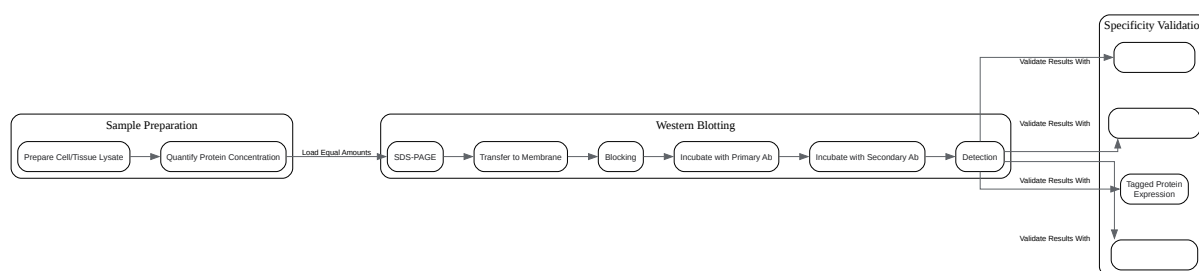 Specificity Validatio
Validate Results With
Sample Preparation
Western Blotting
Validate Results With
Prepare Cell/Tissue Lysate
Quantify Protein Concentration
Load Equal Amounts
SDS-PAGE
Transfer to Membrane
Blocking
Incubate with Primary Ab
Incubate with Secondary Ab
Detection
Validate Results With
Tagged Protein
Expression
Validate Results With